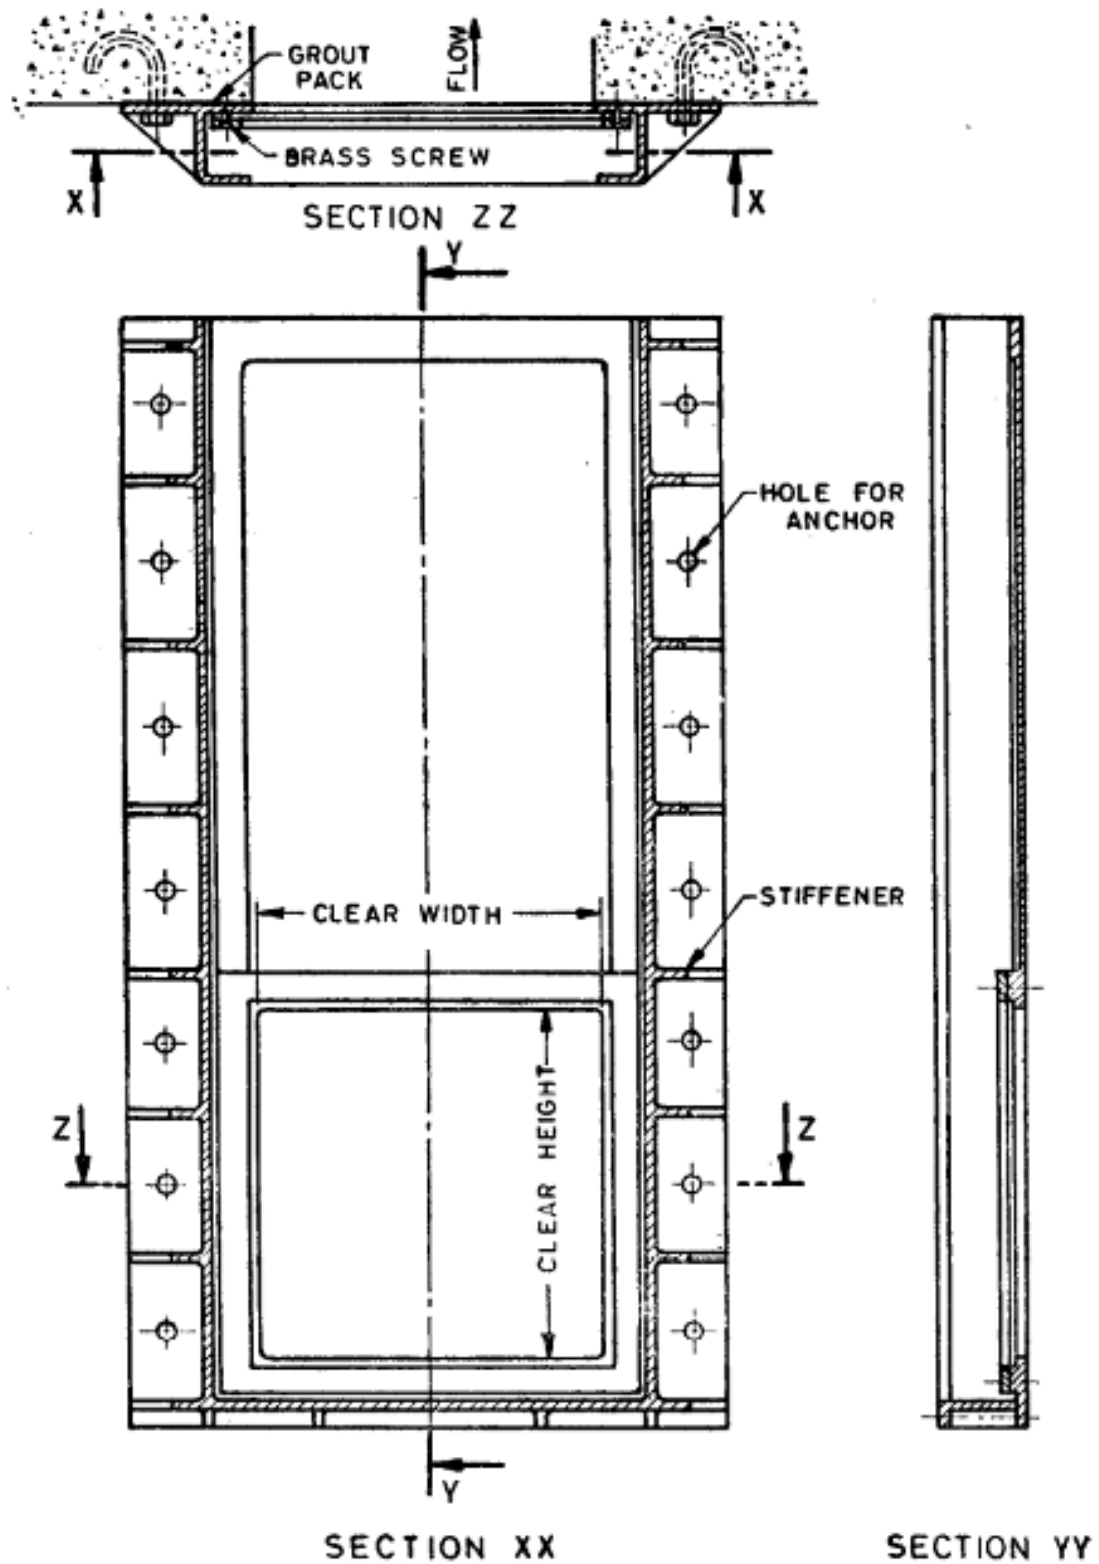 GROUT
PACK
FLOW
BRASS SCREW
X
X
SECTION ZZ
Y
HOLE FOR
ANCHOR
CLEAR WIDTH
STIFFENER
CLEAR HEIGHT
Z
Z
Y
SECTION XX
SECTION YY